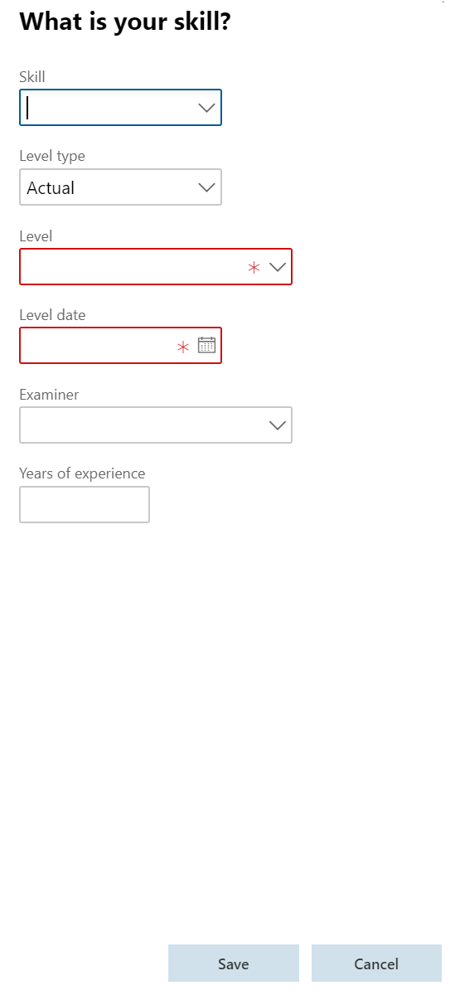 What is your skill?
Skill
Level type
Actual
Level
*
Level date
*
Examiner
Years of experience
Save
Cancel